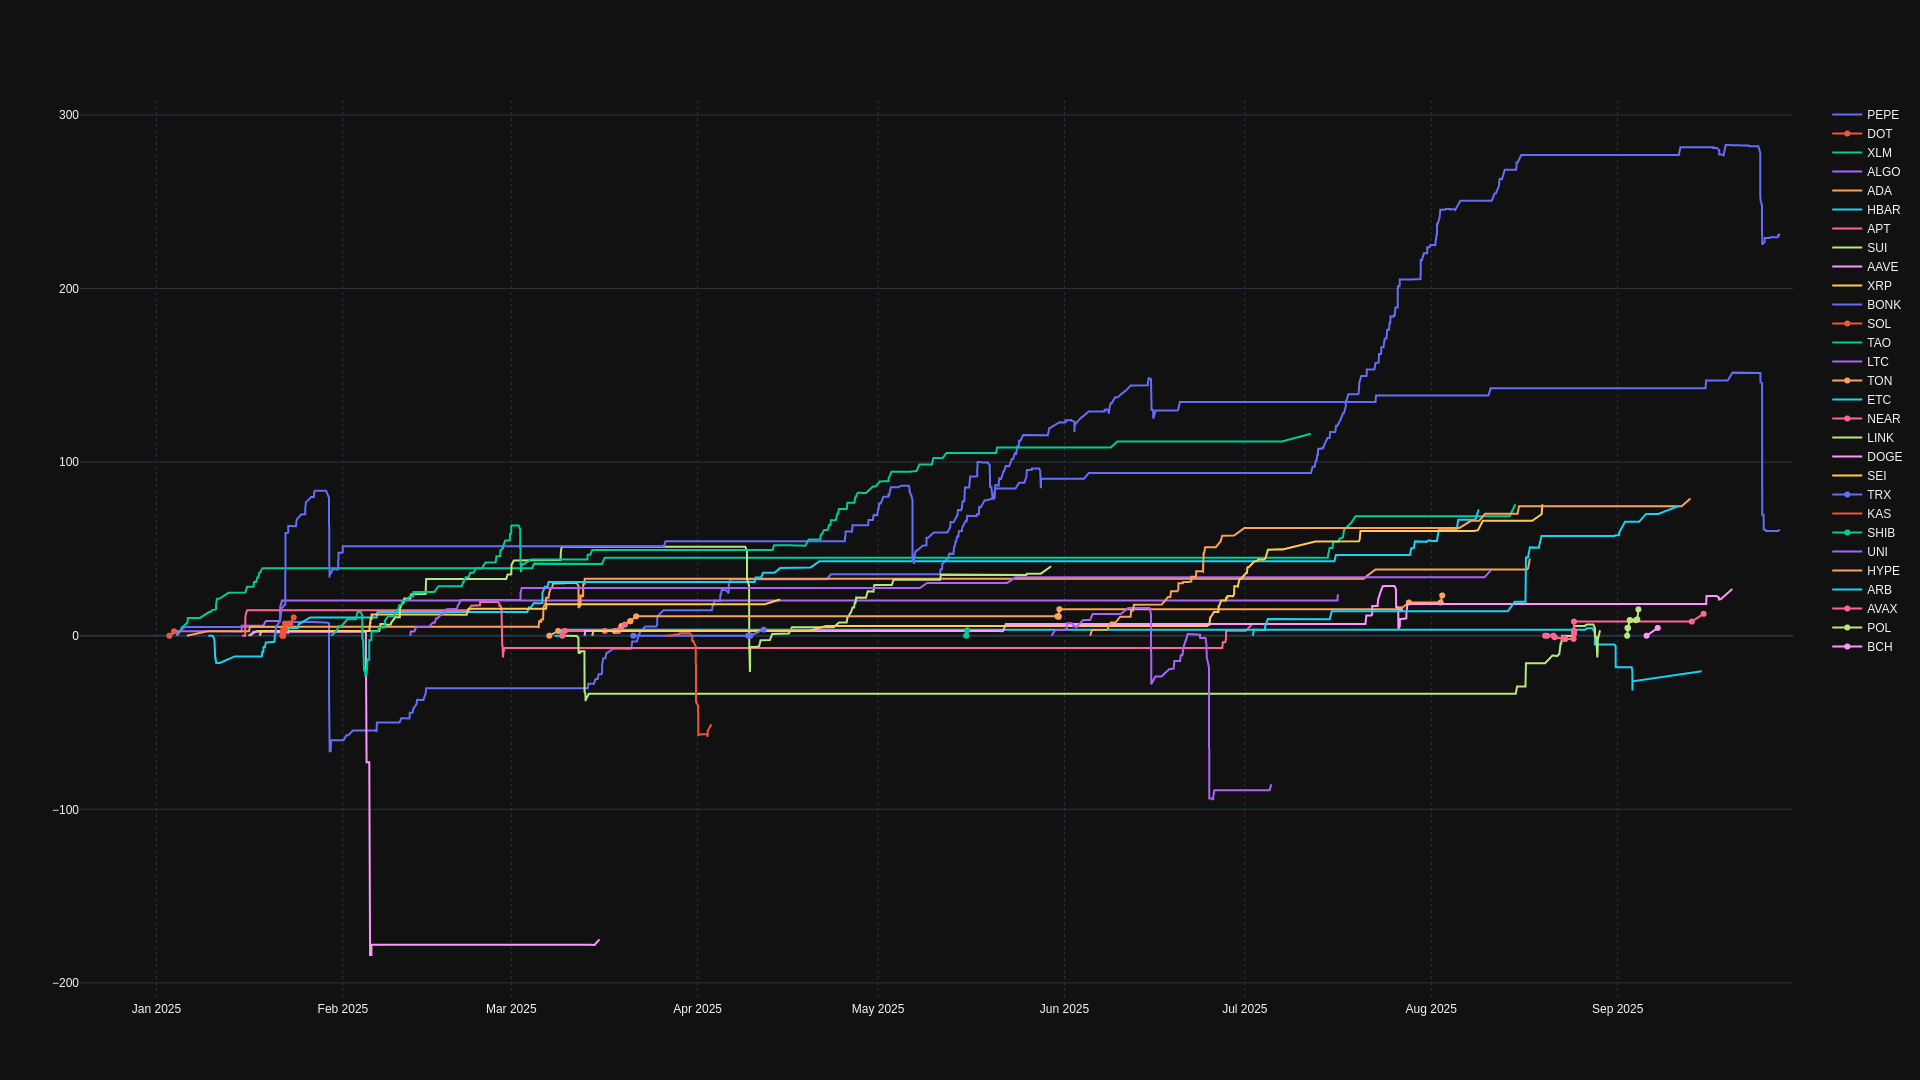 300
200
100
0
−100
−200
Jan 2025
Feb 2025
Mar 2025
Apr 2025
May 2025
Jun 2025
Jul 2025
Aug 2025
Sep 2025
PEPE
DOT
XLM
ALGO
ADA
HBAR
APT
SUI
AAVE
XRP
BONK
SOL
TAO
LTC
TON
ETC
NEAR
LINK
DOGE
SEI
TRX
KAS
SHIB
UNI
HYPE
ARB
AVAX
POL
BCH